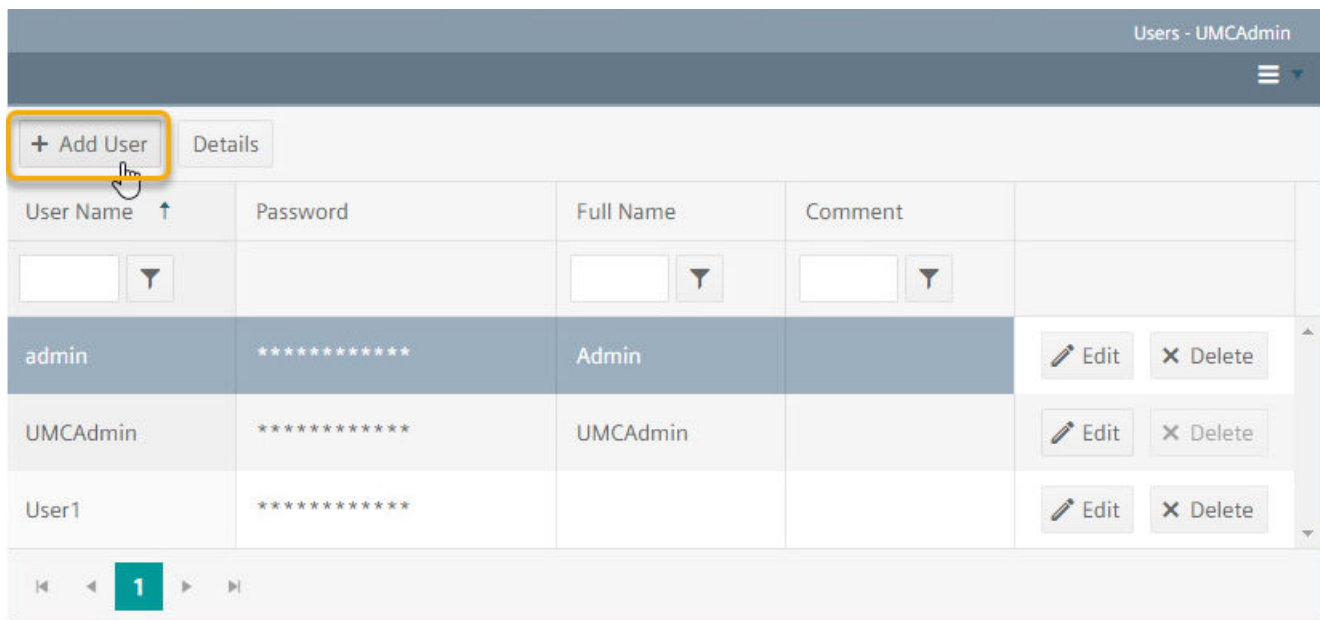 Users - UMCAdmin
+ Add User Details
User Name ↑ Password Full Name Comment
admin ************ Admin Edit × Delete
UMCAdmin ************ UMCAdmin Edit × Delete
User1 ************ Edit × Delete
1